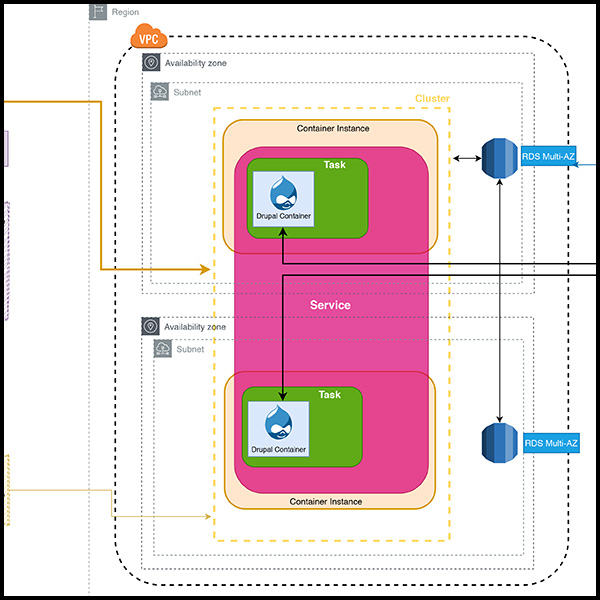 Region
VPC
Availability zone
Subnet
Cluster
Container Instance
Task
Drupal Container
RDS Multi-AZ
Service
Availability zone
Subnet
Task
Drupal Container
RDS Multi-AZ
Container Instance